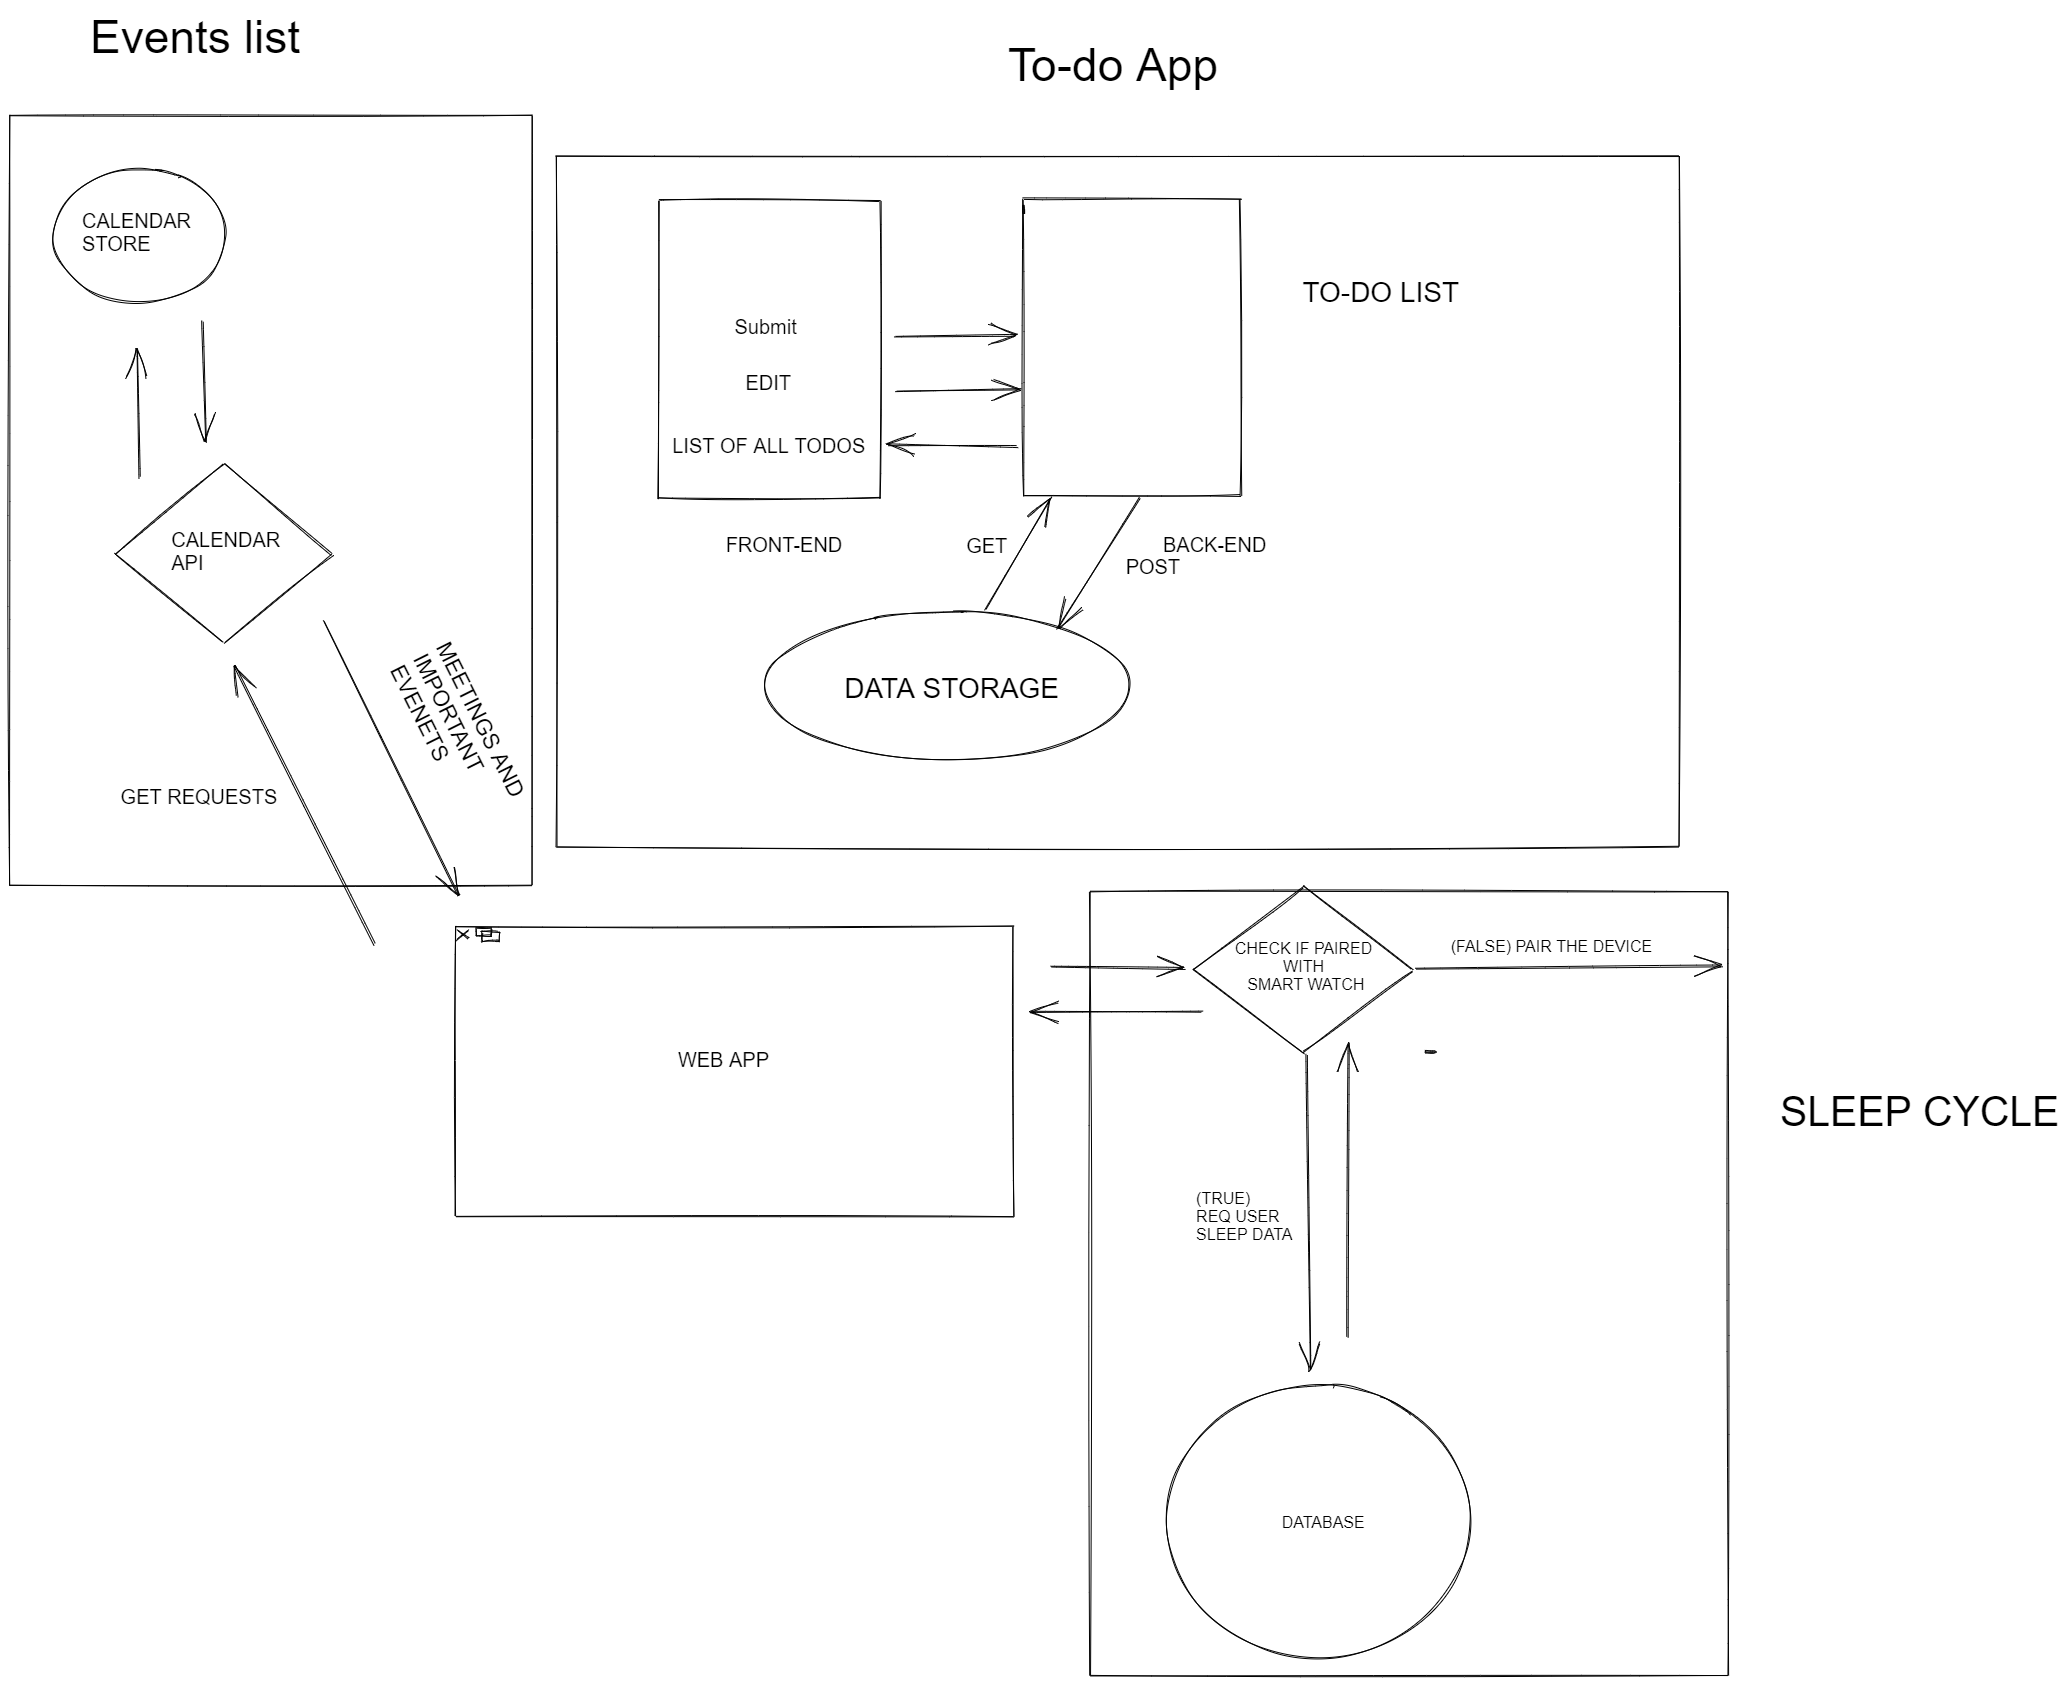 Events list
To-do App
CALENDAR
STORE
CALENDAR
API
MEETINGS AND
IMPORTANT
EVENETS
GET REQUESTS
Submit
EDIT
LIST OF ALL TODOS
TO-DO LIST
FRONT-END
GET
BACK-END
POST
DATA STORAGE
WEB APP
CHECK IF PAIRED
WITH
SMART WATCH
(FALSE) PAIR THE DEVICE
SLEEP CYCLE
(TRUE)
REQ USER
SLEEP DATA
DATABASE